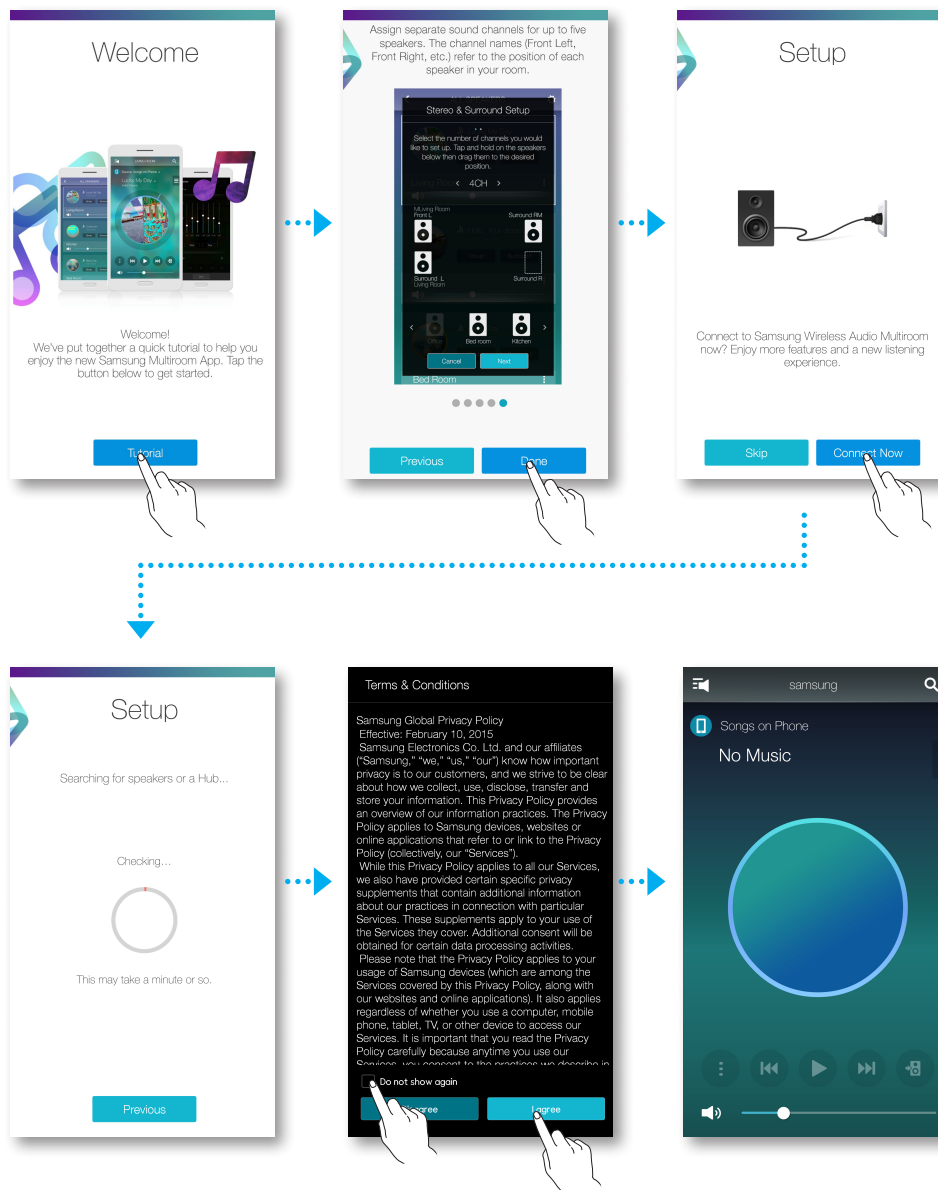 Welcome
Welcome!
We've put together a quick tutorial to help you
enjoy the new Samsung Multiroom App. Tap the
button below to get started.
Tutorial
Assign separate sound channels for up to five
speakers. The channel names (Front Left,
Front Right, etc.) refer to the position of each
speaker in your room.
Stereo & Surround Setup
Select the number of channels you would
like to set up. Tap and hold on the speakers
below then drag them to the desired
position.
4CH
Living Room
Front L
Surround RM
Surround L
Living Room
Surround R
Office
Bed room
Kitchen
Cancel
Next
Bed Room
Previous
Done
Setup
Connect to Samsung Wireless Audio Multiroom
now? Enjoy more features and a new listening
experience.
Skip
Connect Now
Setup
Searching for speakers or a Hub...
Checking...
This may take a minute or so.
Previous
Terms & Conditions
Samsung Global Privacy Policy
Effective: February 10, 2015
Samsung Electronics Co. Ltd. and our affiliates
("Samsung," "we," "us," "our") know how important
privacy is to our customers, and we strive to be clear
about how we collect, use, disclose, transfer and
store your information. This Privacy Policy provides
an overview of our information practices. The Privacy
Policy applies to Samsung devices, websites or
online applications that refer to or link to the Privacy
Policy (collectively, our "Services").
While this Privacy Policy applies to all our Services,
we also have provided certain specific privacy
supplements that contain additional information
about our practices in connection with particular
Services. These supplements apply to your use of
the Services they cover. Additional consent will be
obtained for certain data processing activities.
Please note that the Privacy Policy applies to your
usage of Samsung devices (which are among the
Services covered by this Privacy Policy, along with
our websites and online applications). It also applies
regardless of whether you use a computer, mobile
phone, tablet, TV, or other device to access our
Services. It is important that you read the Privacy
Policy carefully because anytime you use our
Services, you consent to the practices we describe in
Do not show again
I agree
samsung
Songs on Phone
No Music